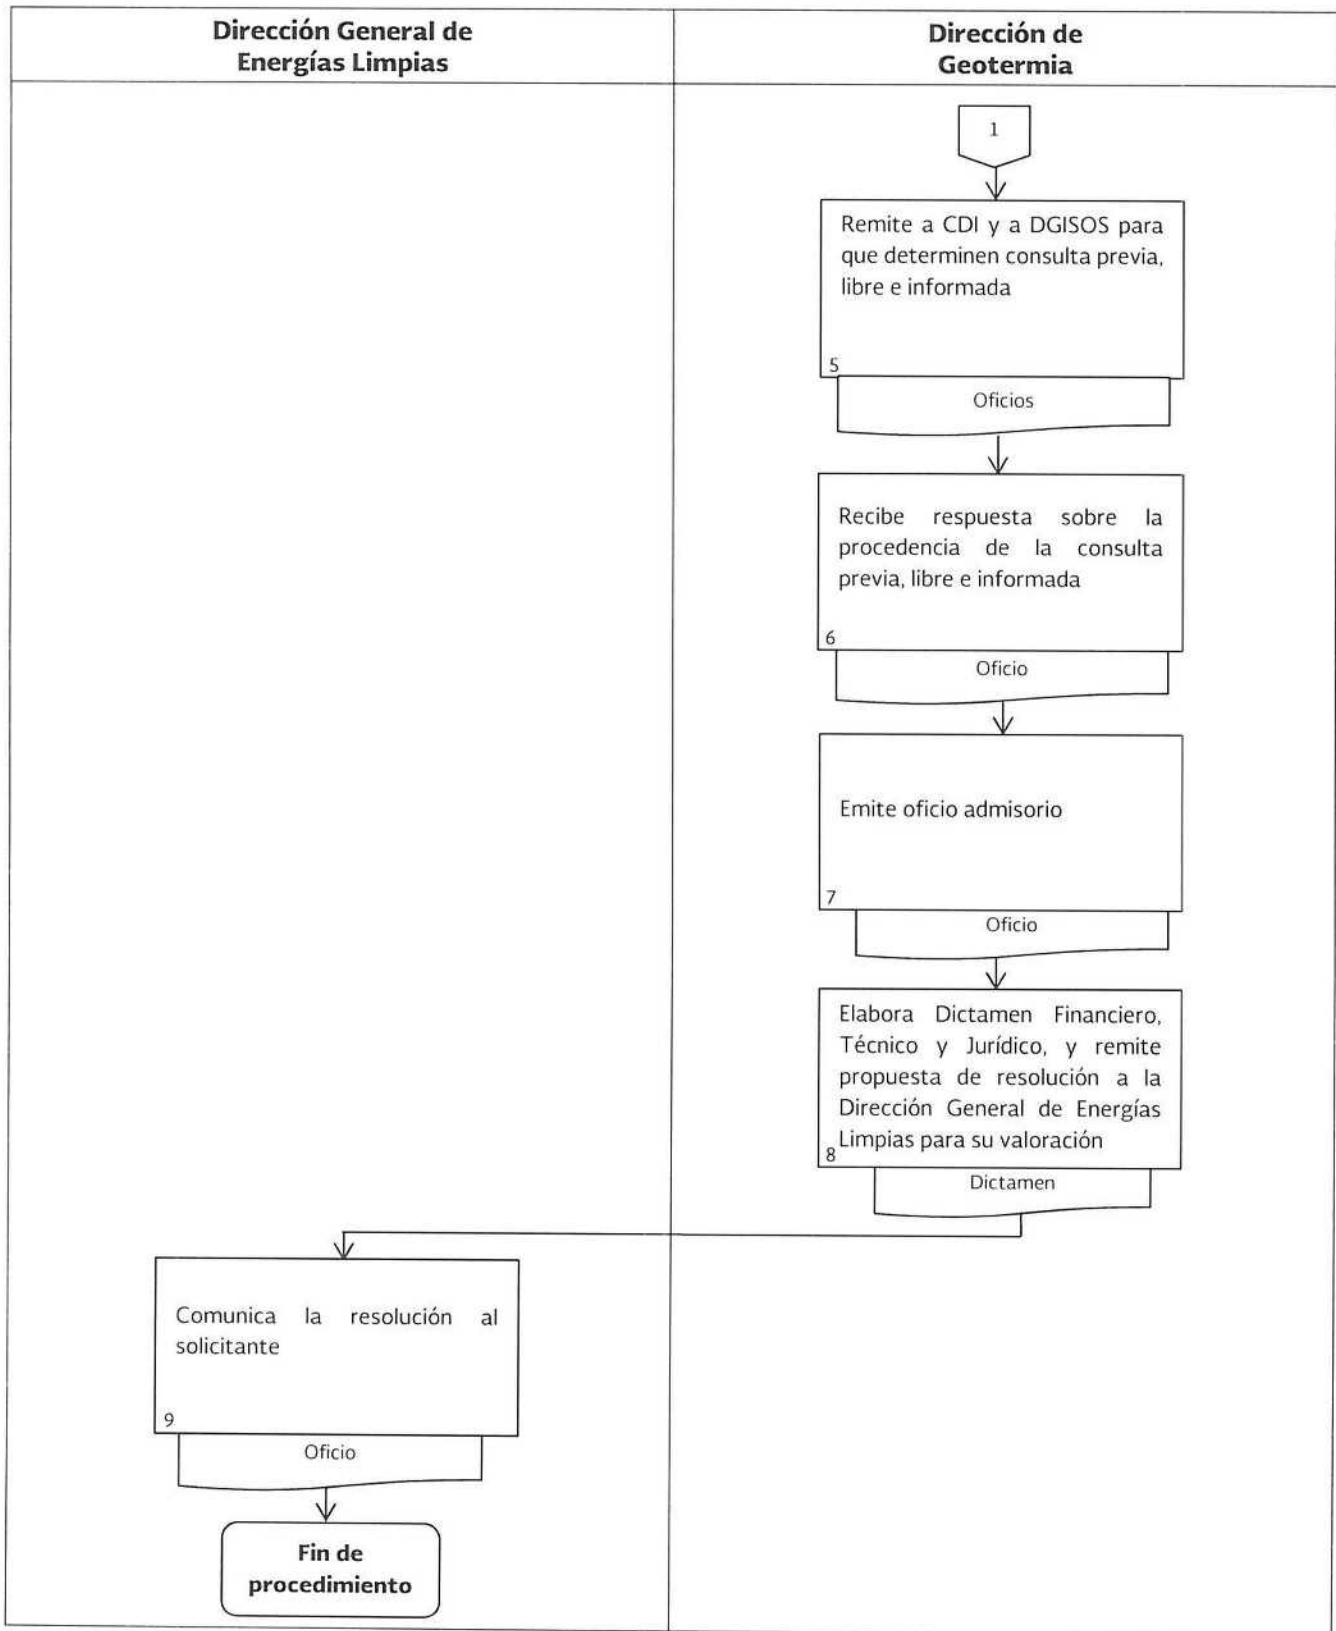 Dirección General de
Energías Limpias
Dirección de
Geotermia
1
Remite a CDI y a DGISOS para
que determinen consulta previa,
libre e informada
5
Oficios
Recibe respuesta sobre la
procedencia de la consulta
previa, libre e informada
6
Oficio
Emite oficio admisorio
7
Oficio
Elabora Dictamen Financiero,
Técnico y Jurídico, y remite
propuesta de resolución a la
Dirección General de Energías
Limpias para su valoración
8
Dictamen
Comunica la resolución al
solicitante
9
Oficio
Fin de
procedimiento